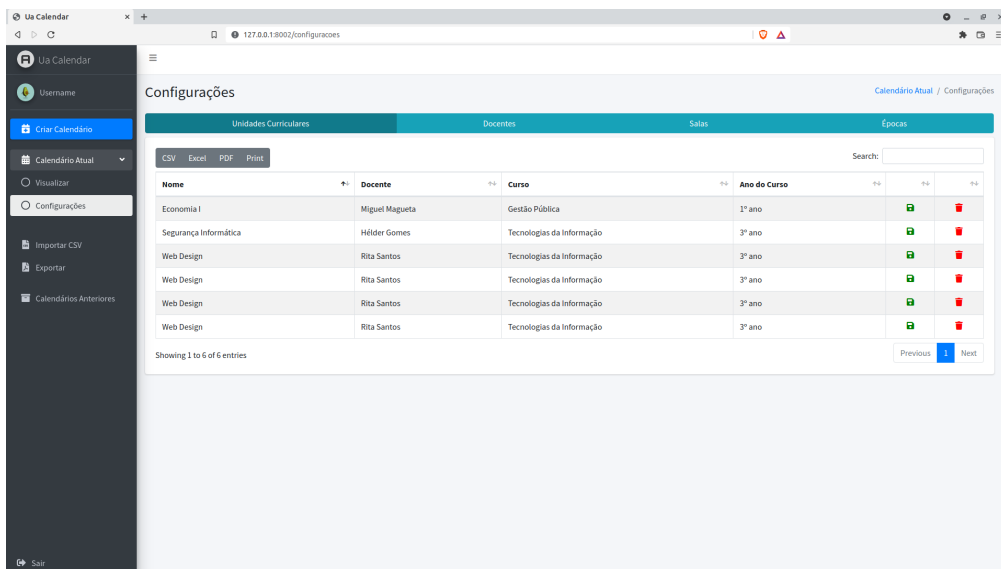 Ua Calendar
127.0.0.1:8002/configuracoes
Ua Calendar
Username
Criar Calendário
Calendário Atual
Visualizar
Configurações
Importar CSV
Exportar
Calendários Anteriores
Sair
Configurações
Calendário Atual / Configurações
Unidades Curriculares Docentes Salas Épocas
CSV Excel PDF Print Search:
Nome Docente Curso Ano do Curso
Economia I Miguel Magueta Gestão Pública 1º ano
Segurança Informática Hélder Gomes Tecnologias da Informação 3º ano
Web Design Rita Santos Tecnologias da Informação 3º ano
Web Design Rita Santos Tecnologias da Informação 3º ano
Web Design Rita Santos Tecnologias da Informação 3º ano
Web Design Rita Santos Tecnologias da Informação 3º ano
Showing 1 to 6 of 6 entries Previous 1 Next